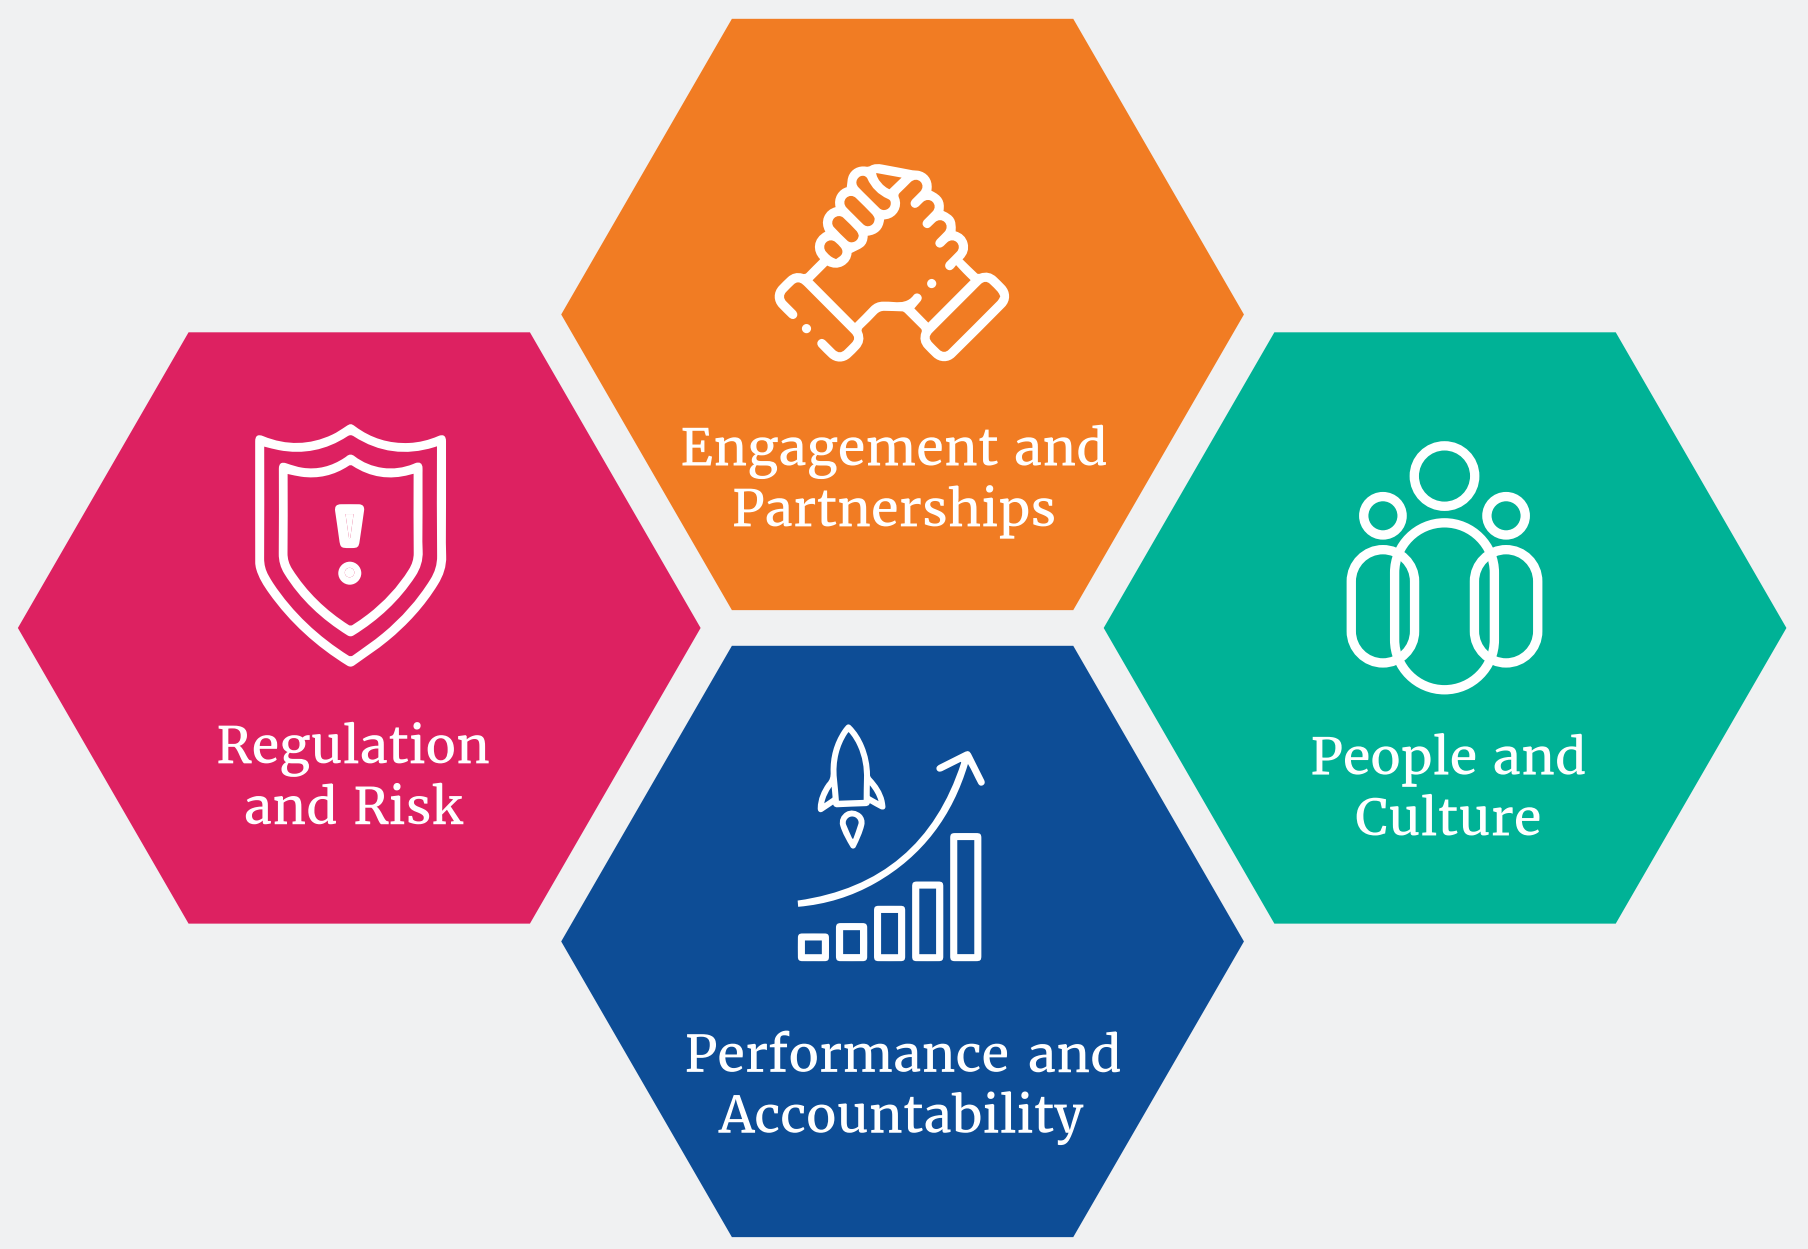 Engagement and
Partnerships
Regulation
and Risk
People and
Culture
Performance and
Accountability